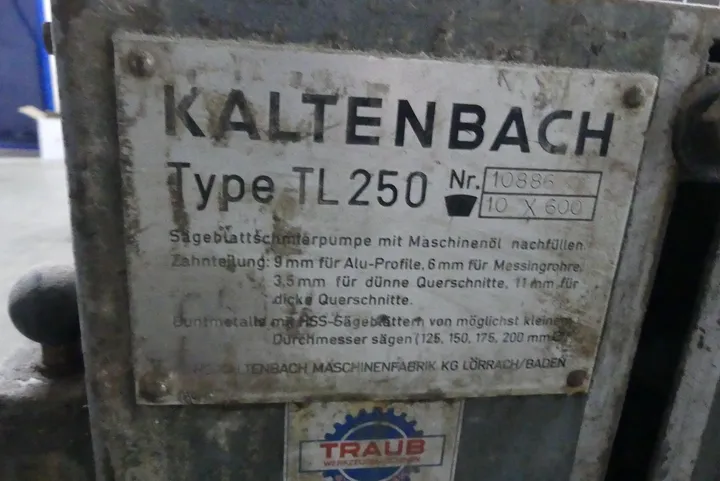 KALTENBACH
Type TL 250 Nr. 10886
10 X 600
Sägeblattschmierpumpe mit Maschinenöl nachfüllen.
Zahnteilung: 9 mm für Alu-Profile, 6 mm für Messingrohre,
3,5 mm für dünne Querschnitte, 11 mm für
dicke Querschnitte.
Buntmetalle mit HSS-Sägeblättern von möglichst kleinem
Durchmesser sägen (125, 150, 175, 200 mm
KALTENBACH MASCHINENFABRIK KG LÖRRACH/BADEN
TRAUB
WERKZEUGMASCHINEN